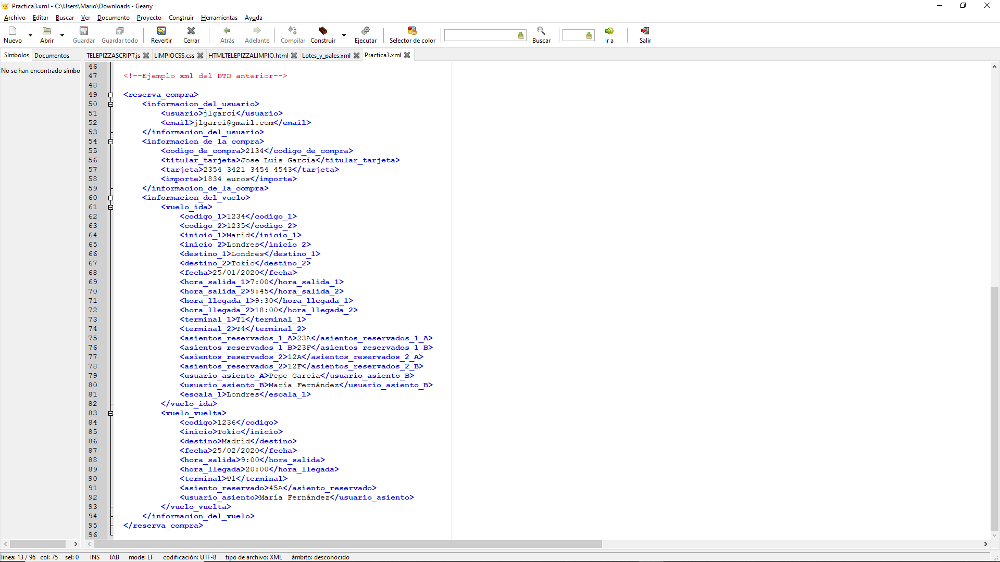 Practica3.xml - C:\Users\Mario\Downloads - Geany
Archivo Editar Buscar Ver Documento Proyecto Construir Herramientas Ayuda
Nuevo Abrir Guardar Guardar todo Revertir Cerrar Atrás Adelante Compilar Construir Ejecutar Selector de color Buscar Ir a Salir
Símbolos Documentos TELEPIZZASCRIPT.js LIMPIOCSS.css HTMLTELEPIZZALIMPIO.html Lotes_y_pales.xml Practica3.xml
No se han encontrado símbo
46
47 <!--Ejemplo xml del DTD anterior-->
48
49 <reserva_compra>
50 <informacion_del_usuario>
51 <usuario>jlgarci</usuario>
52 <email>jlgarci@gmail.com</email>
53 </informacion_del_usuario>
54 <informacion_de_la_compra>
55 <codigo_de_compra>2134</codigo_de_compra>
56 <titular_tarjeta>Jose Luis García</titular_tarjeta>
57 <tarjeta>2354 3421 3454 4543</tarjeta>
58 <importe>1834 euros</importe>
59 </informacion_de_la_compra>
60 <informacion_del_vuelo>
61 <vuelo_ida>
62 <codigo_1>1234</codigo_1>
63 <codigo_2>1235</codigo_2>
64 <inicio_1>Marid</inicio_1>
65 <inicio_2>Londres</inicio_2>
66 <destino_1>Londres</destino_1>
67 <destino_2>Tokio</destino_2>
68 <fecha>25/01/2020</fecha>
69 <hora_salida_1>7:00</hora_salida_1>
70 <hora_salida_2>9:45</hora_salida_2>
71 <hora_llegada_1>9:30</hora_llegada_1>
72 <hora_llegada_2>18:00</hora_llegada_2>
73 <terminal_1>T1</terminal_1>
74 <terminal_2>T4</terminal_2>
75 <asientos_reservados_1_A>23A</asientos_reservados_1_A>
76 <asientos_reservados_1_B>23F</asientos_reservados_1_B>
77 <asientos_reservados_2>12A</asientos_reservados_2_A>
78 <asientos_reservados_2>12F</asientos_reservados_2_B>
79 <usuario_asiento_A>Pepe García</usuario_asiento_B>
80 <usuario_asiento_B>María Fernández</usuario_asiento_B>
81 <escala_1>Londres</escala_1>
82 </vuelo_ida>
83 <vuelo_vuelta>
84 <codigo>1236</codigo>
85 <inicio>Tokio</inicio>
86 <destino>Madrid</destino>
87 <fecha>25/02/2020</fecha>
88 <hora_salida>9:00</hora_salida>
89 <hora_llegada>20:00</hora_llegada>
90 <terminal>T1</terminal>
91 <asiento_reservado>45A</asiento_reservado>
92 <usuario_asiento>María Fernández</usuario_asiento>
93 </vuelo_vuelta>
94 </informacion_del_vuelo>
95 </reserva_compra>
96
línea: 13 / 96 col: 75 sel: 0 INS TAB mode: LF codificación: UTF-8 tipo de archivo: XML ámbito: desconocido